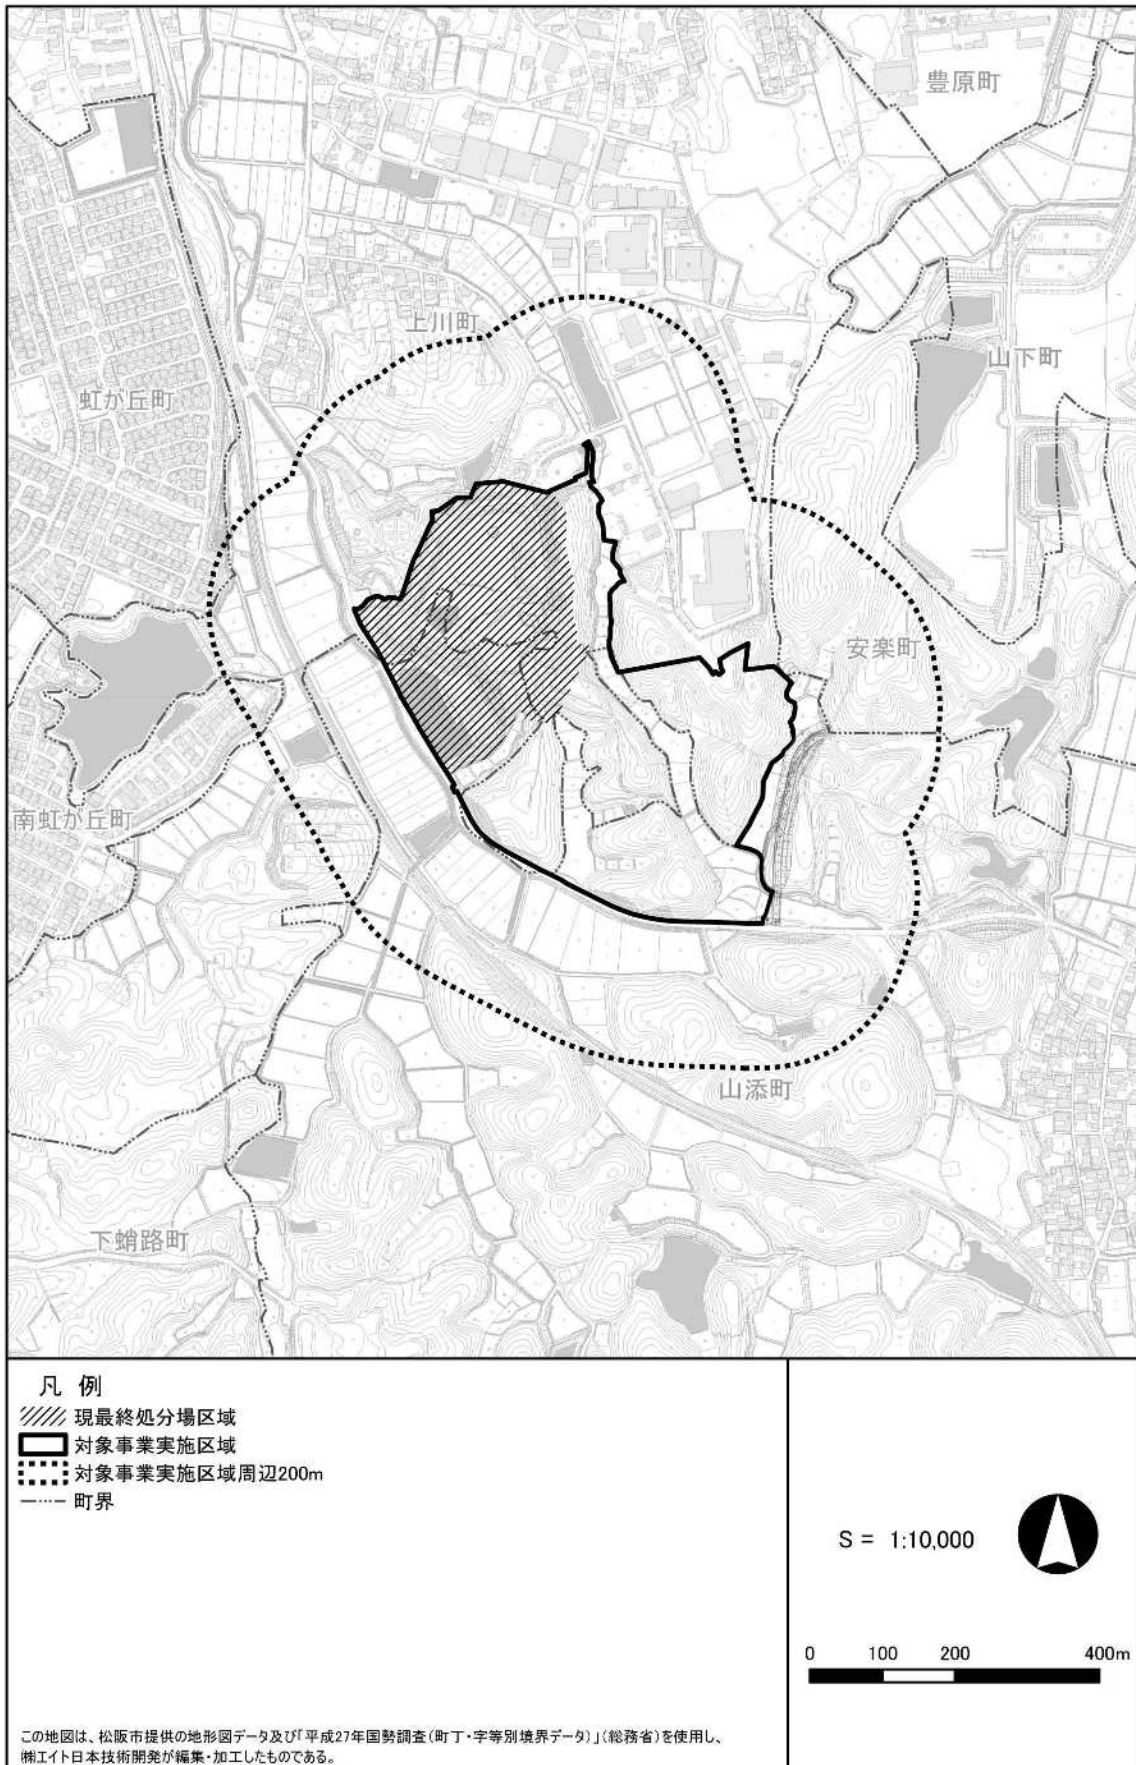 豊原町
上川町
山下町
虹が丘町
安楽町
南虹が丘町
山添町
下蛸路町
凡 例
現最終処分場区域
対象事業実施区域
対象事業実施区域周辺200m
町界
S = 1:10,000
0 100 200 400m
この地図は、松阪市提供の地形図データ及び「平成27年国勢調査(町丁・字等別境界データ)」(総務省)を使用し、
㈱エイト日本技術開発が編集・加工したものである。